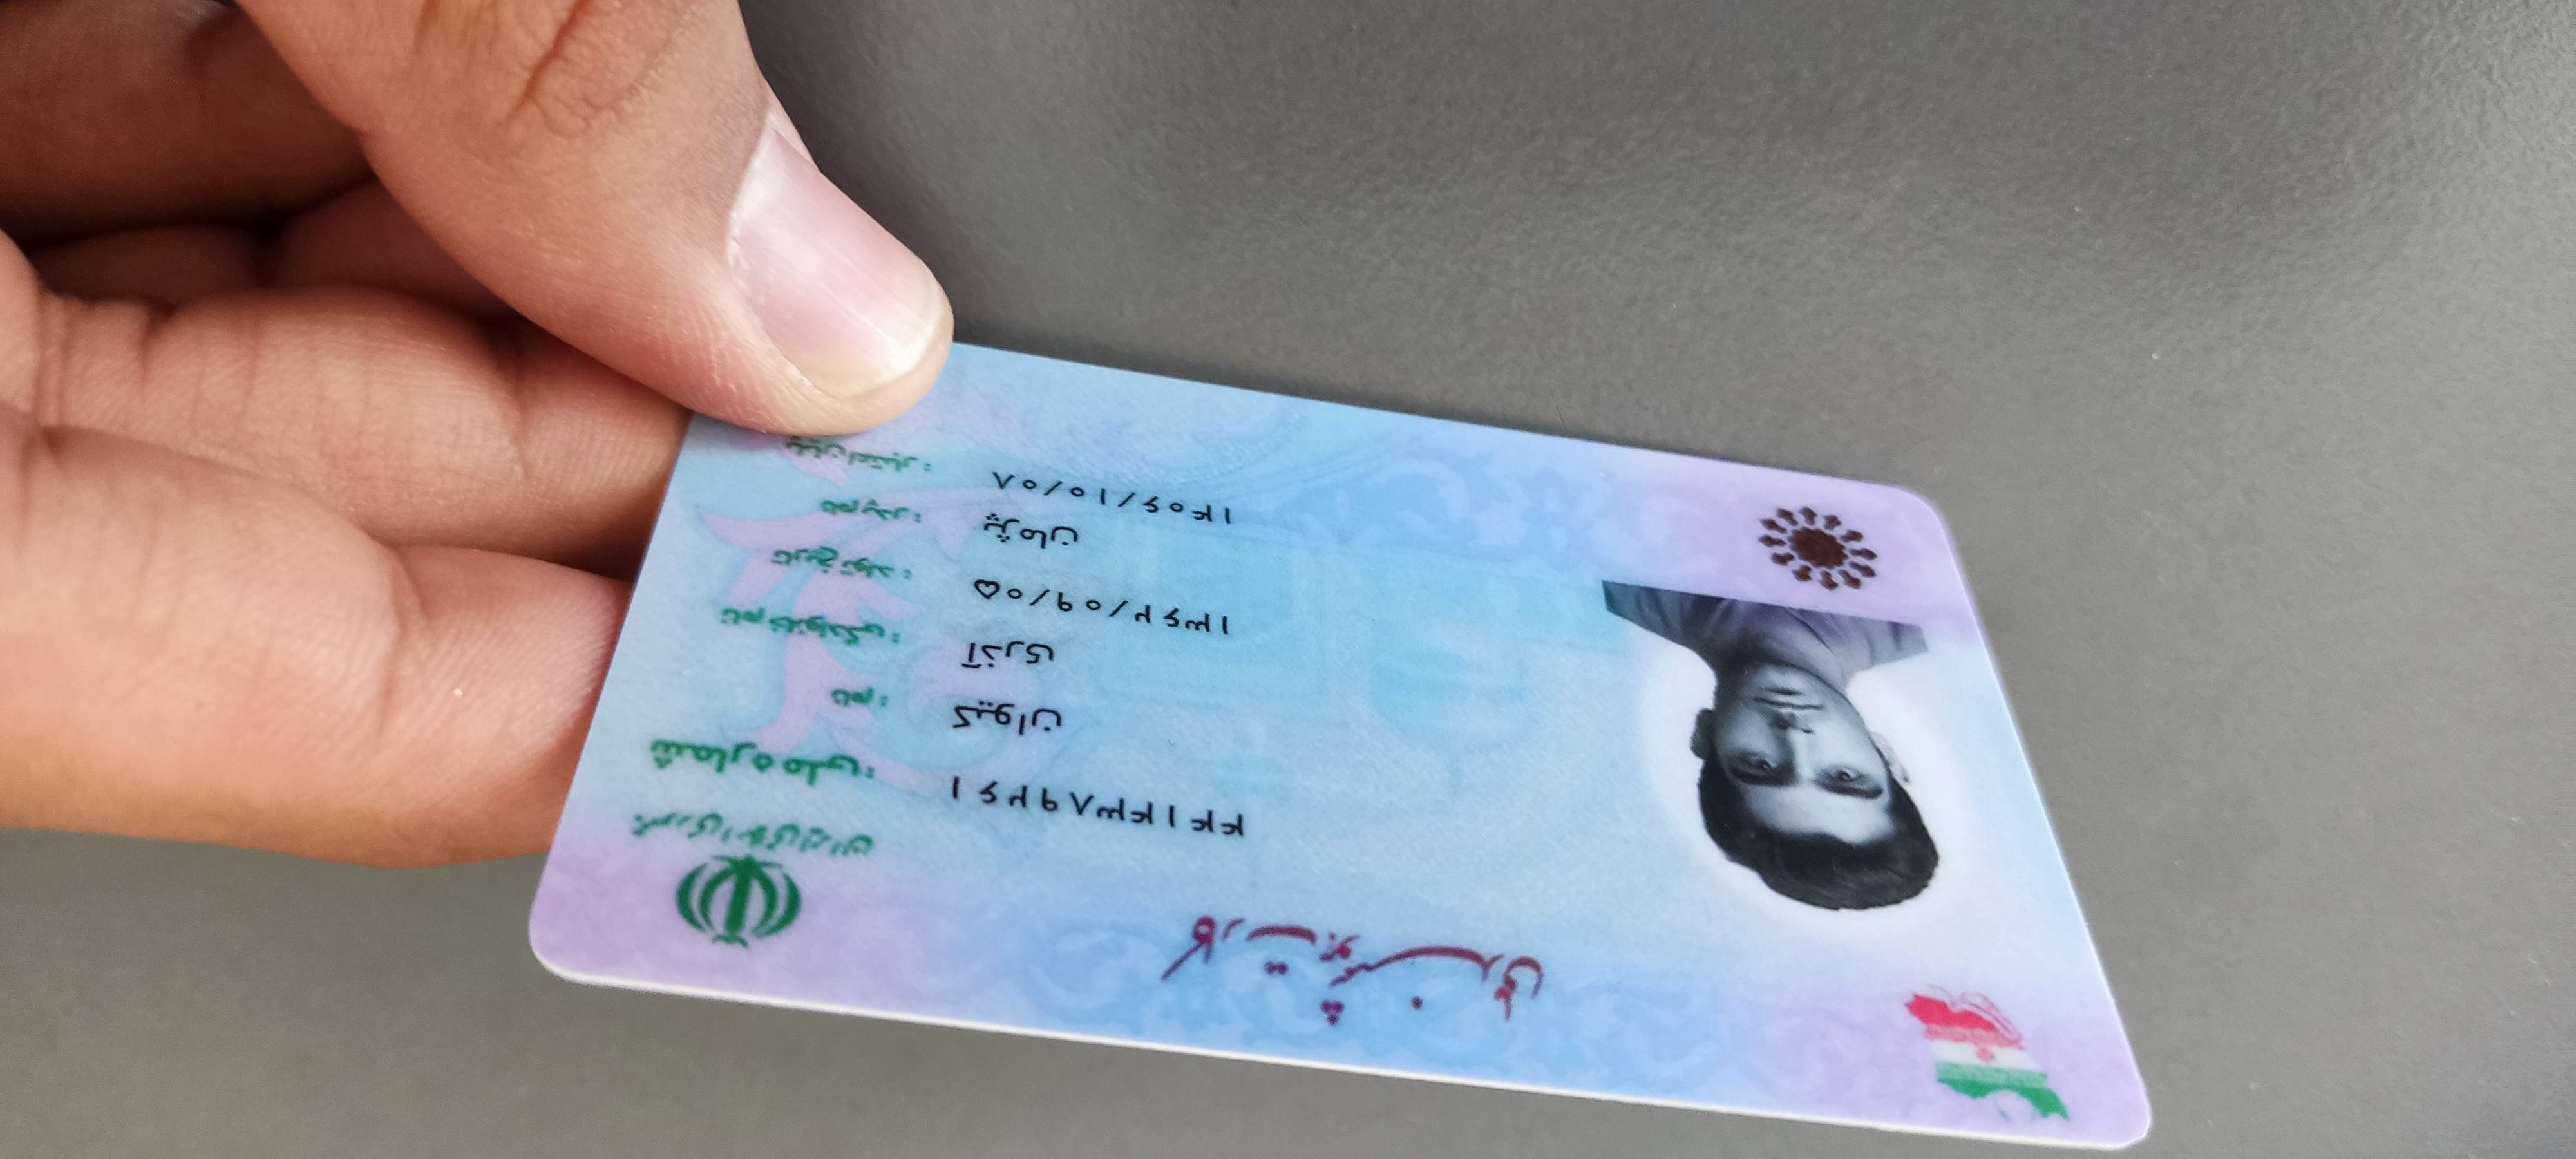 کارت هوشمند ملی
جمهوری اسلامی ایران
شماره ملی: ۴۴۱۴۳۸۹۲۶۱
نام: کیوان
نام خانوادگی: آذری
تاریخ تولد: ۱۳۶۲/۰۹/۰۵
نام پدر: پژمان
پایان اعتبار: ۱۴۰۶/۱۰/۰۸